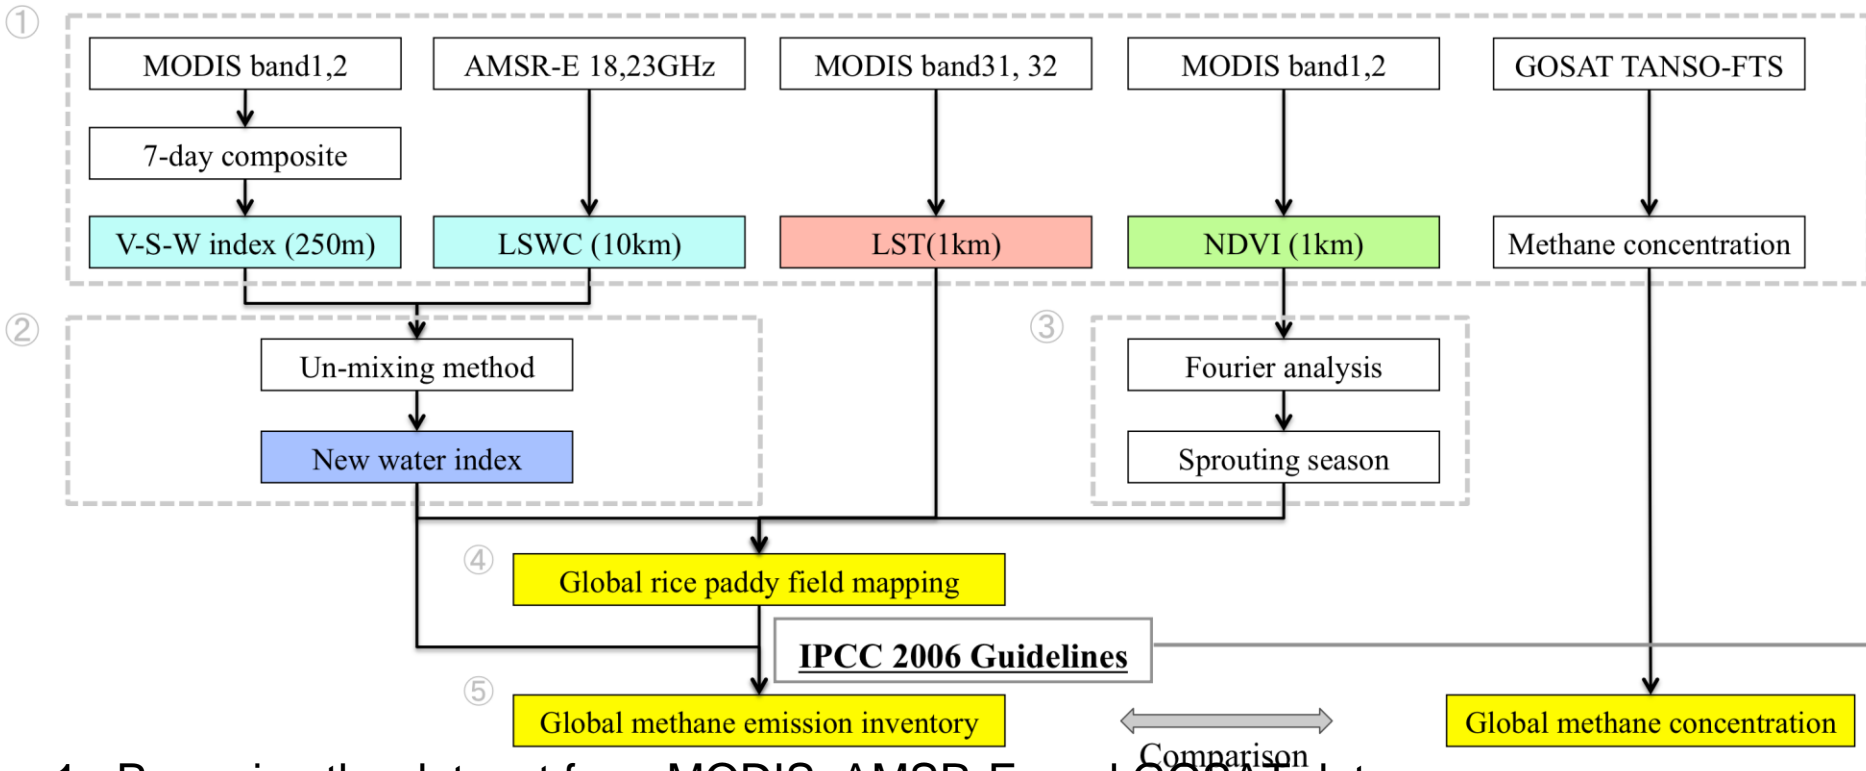 ①
MODIS band1,2
AMSR-E 18,23GHz
MODIS band31, 32
MODIS band1,2
GOSAT TANSO-FTS
7-day composite
V-S-W index (250m)
LSWC (10km)
LST(1km)
NDVI (1km)
Methane concentration
②
③
Un-mixing method
Fourier analysis
New water index
Sprouting season
④
Global rice paddy field mapping
IPCC 2006 Guidelines
⑤
Global methane emission inventory
Global methane concentration
Comparison
MODIS, AMSR-E